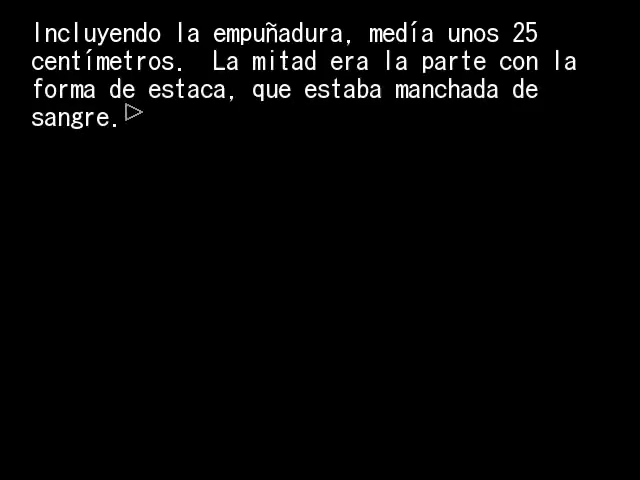 Incluyendo la empuñadura, medía unos 25
centímetros.  La mitad era la parte con la
forma de estaca, que estaba manchada de
sangre.